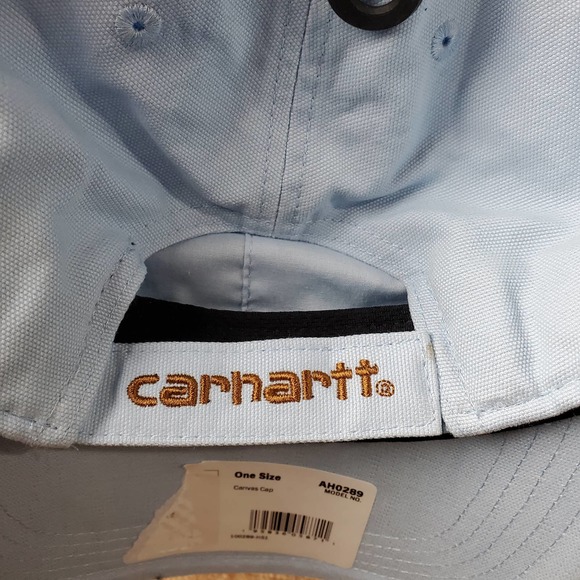 carhartt®
One Size
Canvas Cap
AH0289
MODEL NO.